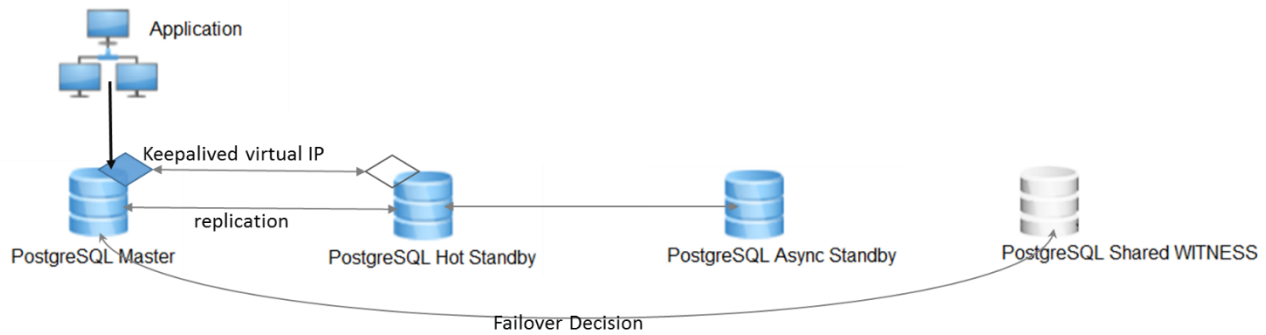 Application
Keepalived virtual IP
replication
PostgreSQL Master
PostgreSQL Hot Standby
PostgreSQL Async Standby
PostgreSQL Shared WITNESS
Failover Decision